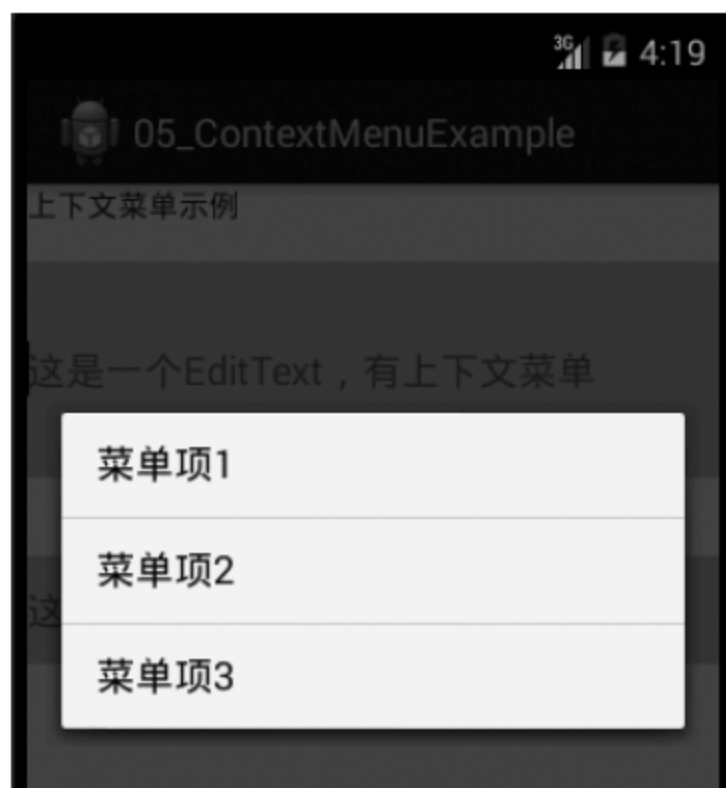 3G 4:19
05_ContextMenuExample
上下文菜单示例
这是一个EditText，有上下文菜单
菜单项1
菜单项2
这
菜单项3